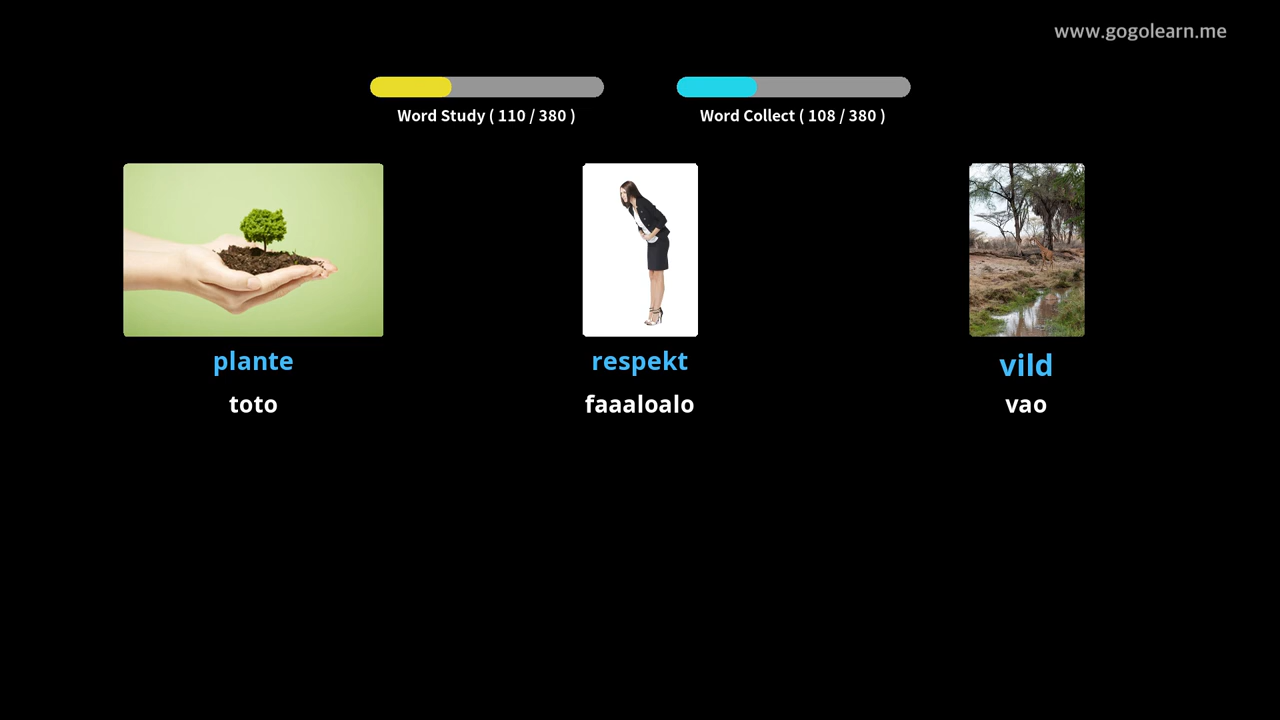 www.gogolearn.me
Word Study ( 110 / 380 )
Word Collect ( 108 / 380 )
plante
respekt
vild
toto
faaaloalo
vao